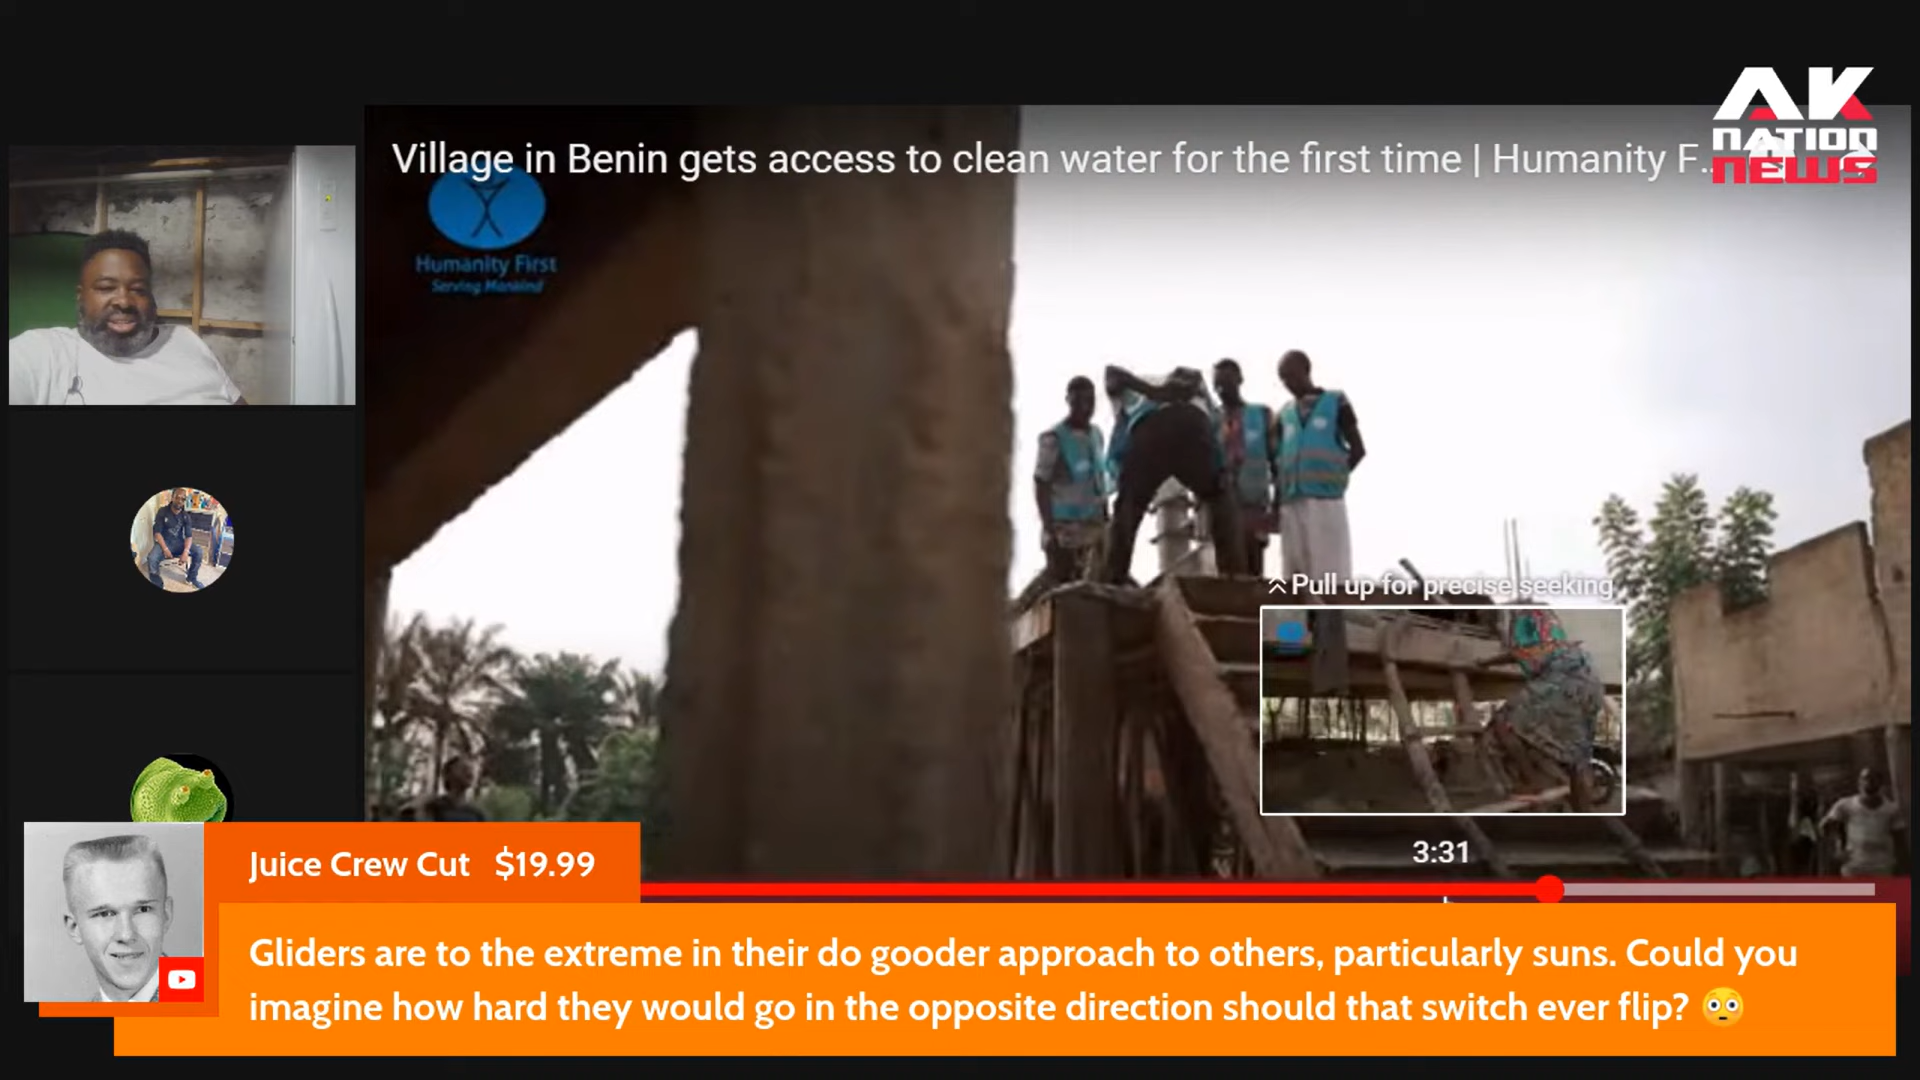 AK
NATION
NEWS
Village in Benin gets access to clean water for the first time | Humanity F...
Humanity First
Serving Mankind
Pull up for precise seeking
3:31
Juice Crew Cut $19.99
Gliders are to the extreme in their do gooder approach to others, particularly suns. Could you
imagine how hard they would go in the opposite direction should that switch ever flip? 😳